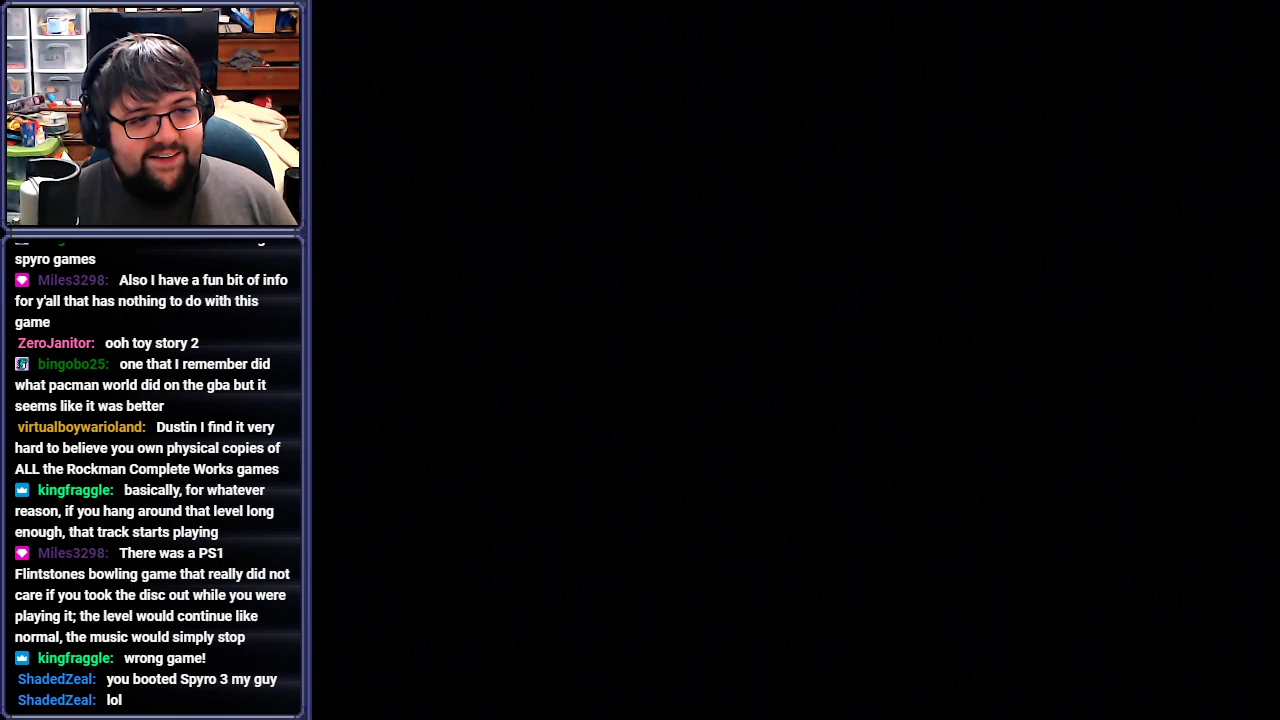 spyro games
Miles3298: Also I have a fun bit of info
for y'all that has nothing to do with this
game
ZeroJanitor: ooh toy story 2
bingobo25: one that I remember did
what pacman world did on the gba but it
seems like it was better
virtualboywarioland: Dustin I find it very
hard to believe you own physical copies of
ALL the Rockman Complete Works games
kingfraggle: basically, for whatever
reason, if you hang around that level long
enough, that track starts playing
Miles3298: There was a PS1
Flintstones bowling game that really did not
care if you took the disc out while you were
playing it; the level would continue like
normal, the music would simply stop
kingfraggle: wrong game!
ShadedZeal: you booted Spyro 3 my guy
ShadedZeal: lol